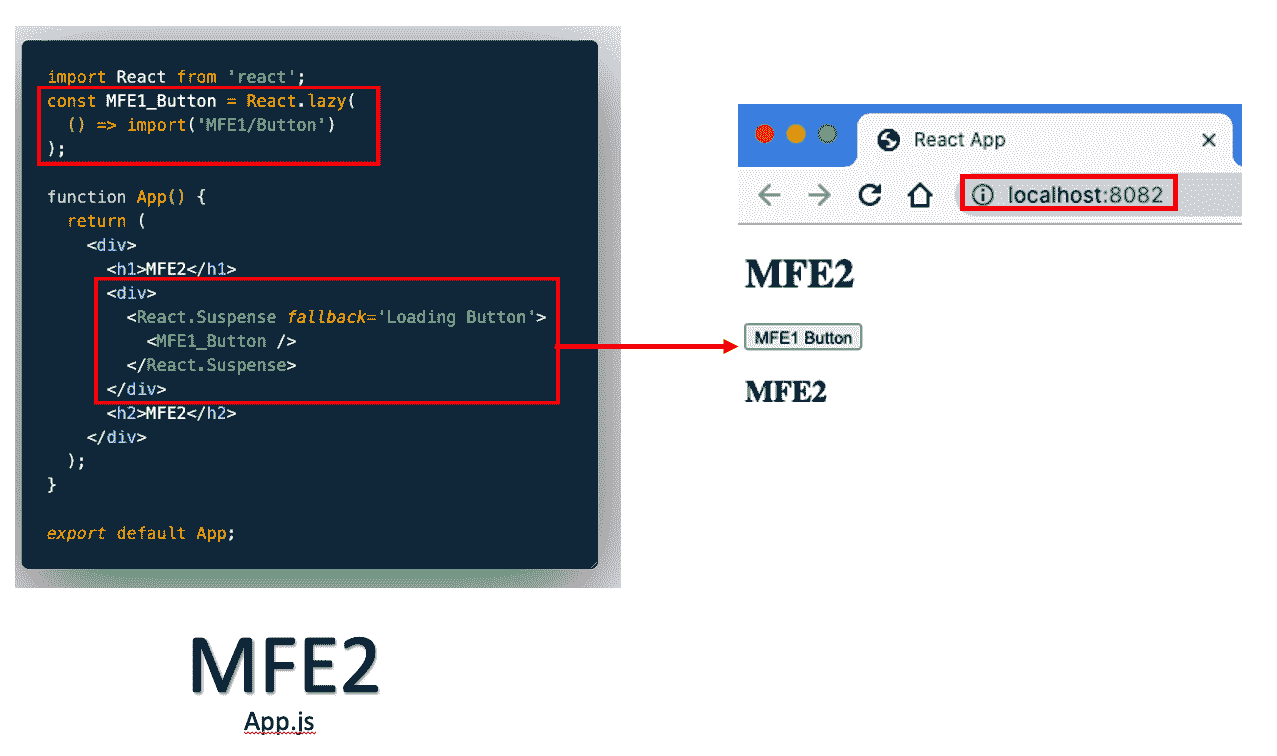 import React from 'react';
const MFE1_Button = React.lazy(
() => import('MFE1/Button')
);
function App() {
return (
<div>
<h1>MFE2</h1>
<div>
<React.Suspense fallback='Loading Button'>
<MFE1_Button />
</React.Suspense>
</div>
<h2>MFE2</h2>
</div>
);
}
export default App;
MFE2
App.js
React App
localhost:8082
MFE2
MFE1 Button
MFE2